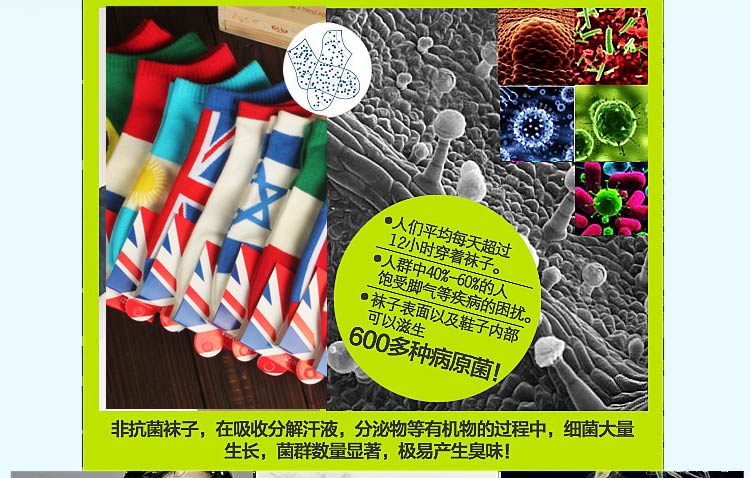 ●人们平均每天超过
12小时穿着袜子。
●人群中40%-60%的人
饱受脚气等疾病的困扰。
●袜子表面以及鞋子内部
可以滋生
600多种病原菌!
非抗菌袜子，在吸收分解汗液，分泌物等有机物的过程中，细菌大量
生长，菌群数量显著，极易产生臭味!